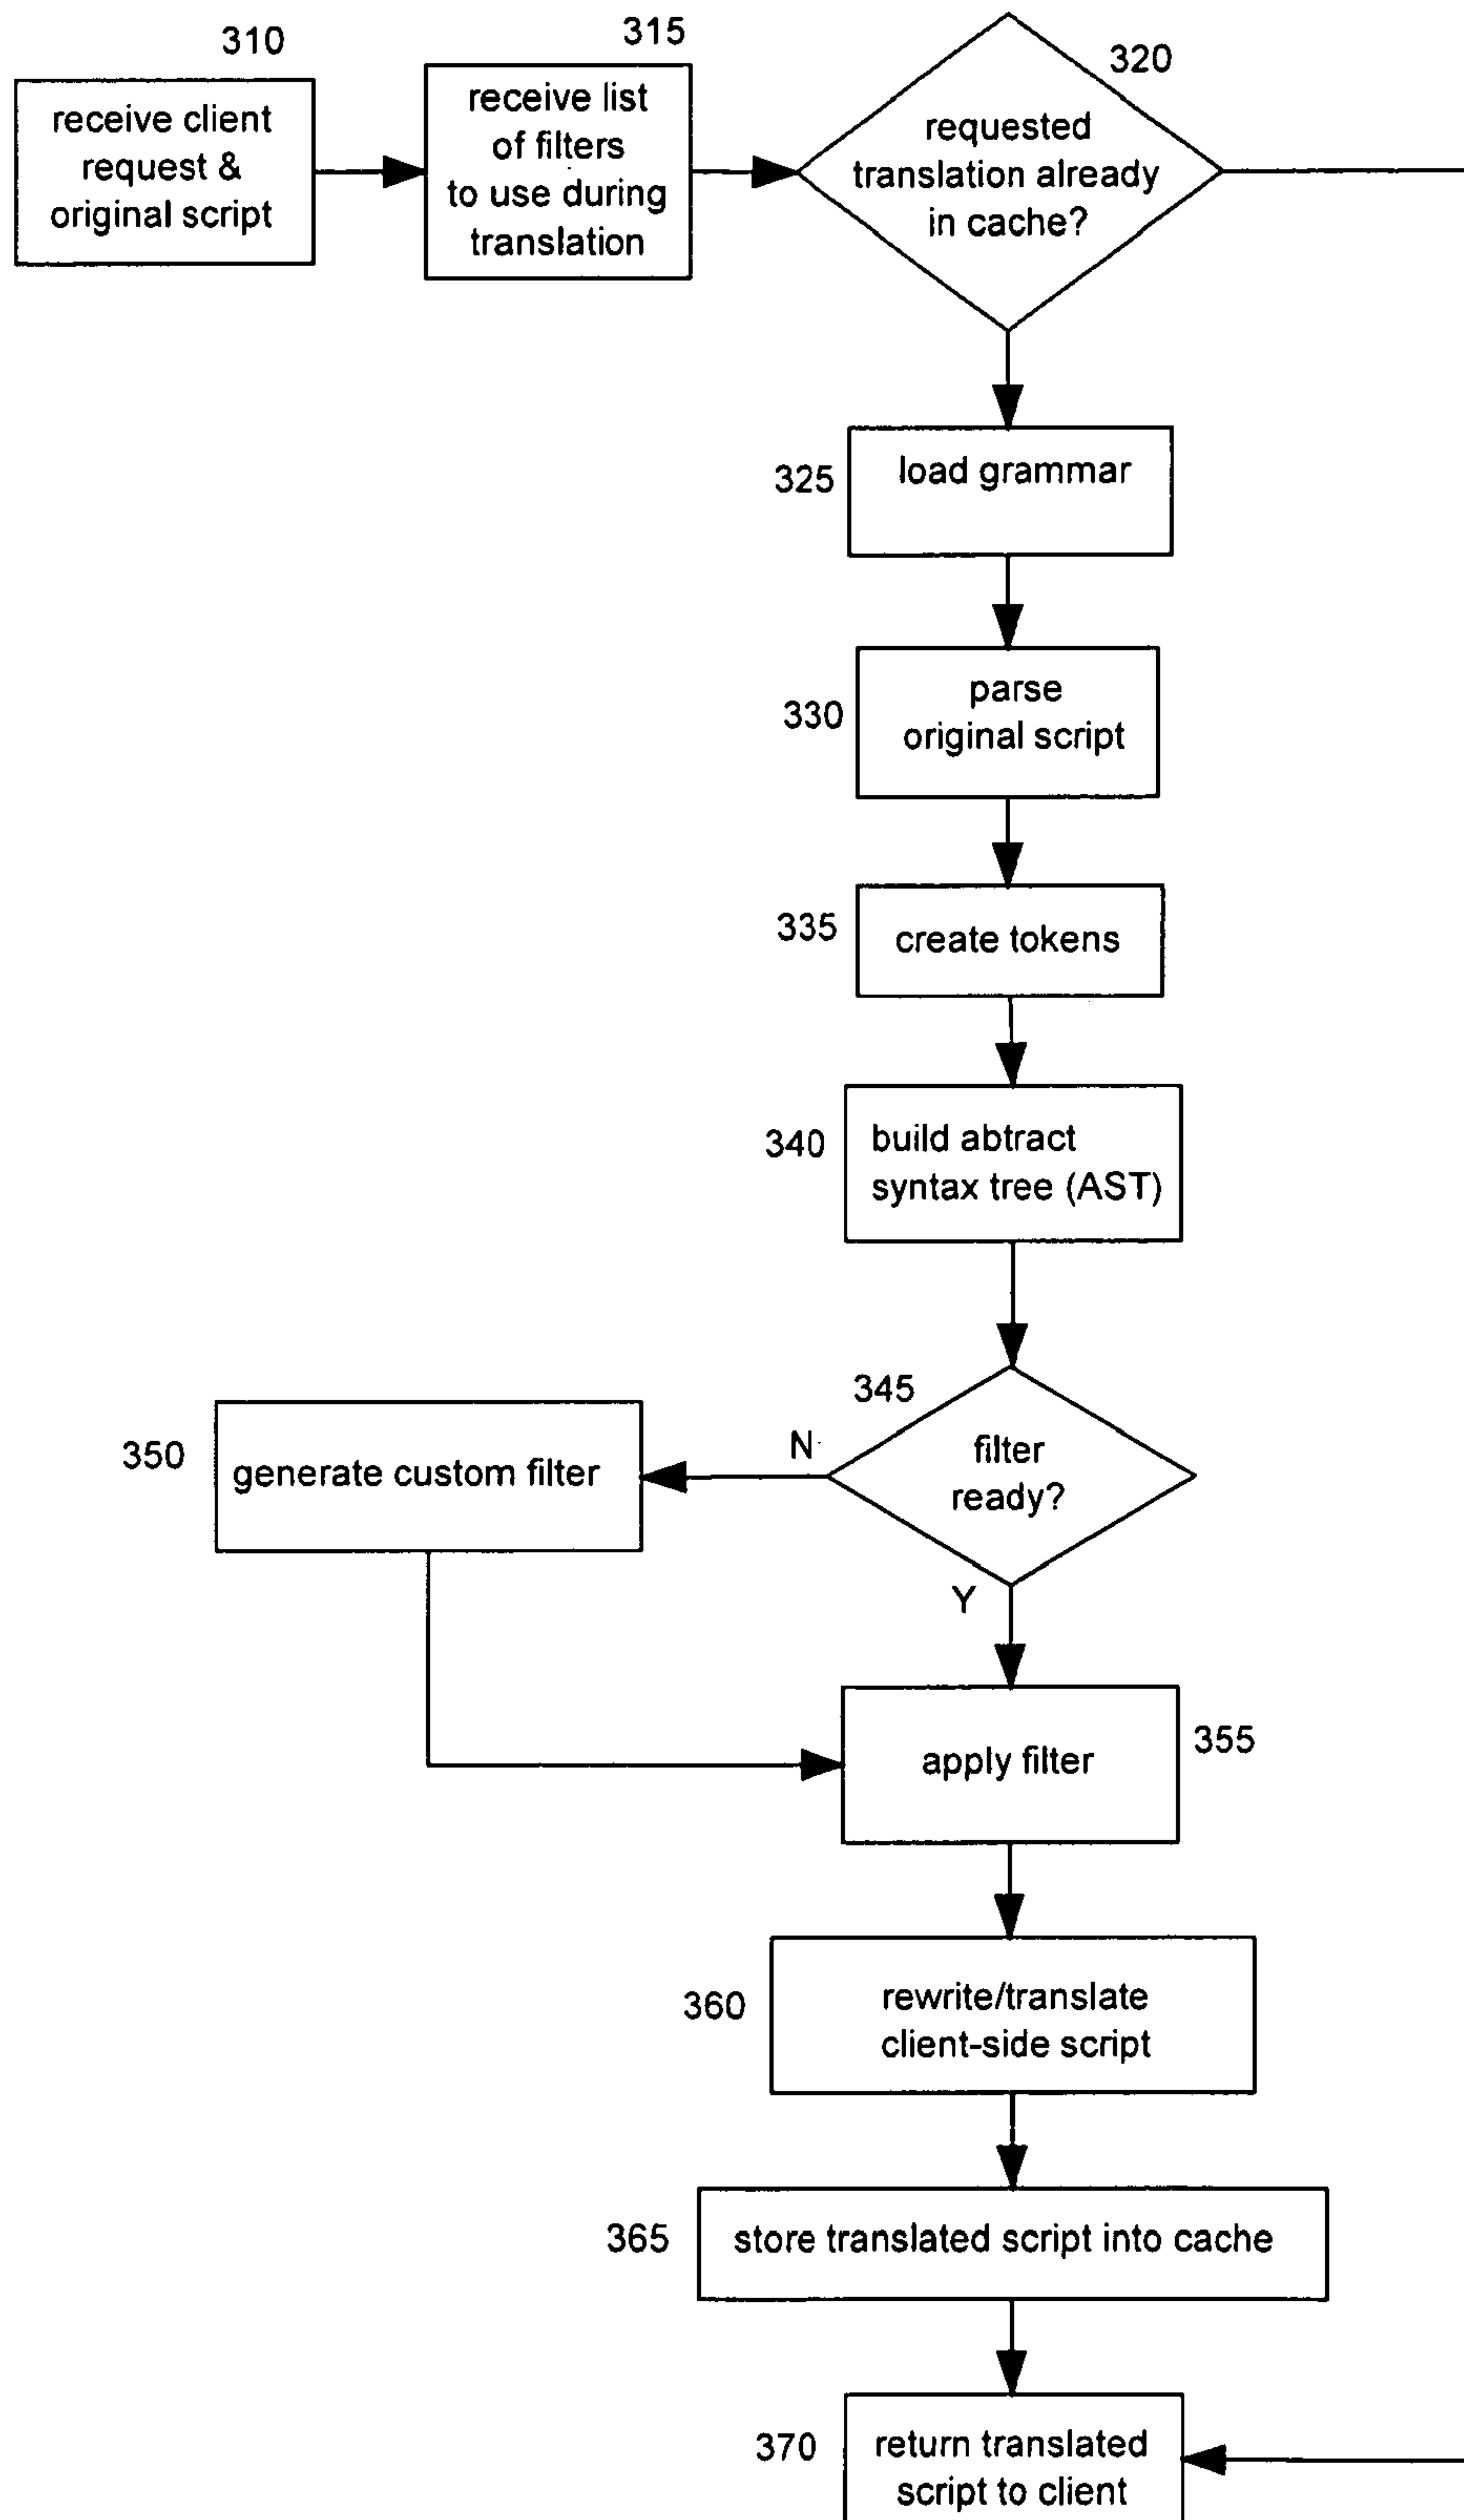 310
receive client
request &
original script
315
receive list
of filters
to use during
translation
320
requested
translation already
in cache?
325
load grammar
330
parse
original script
335
create tokens
340
build abtract
syntax tree (AST)
345
filter
ready?
N
Y
350
generate custom filter
355
apply filter
360
rewrite/translate
client-side script
365
store translated script into cache
370
return translated
script to client